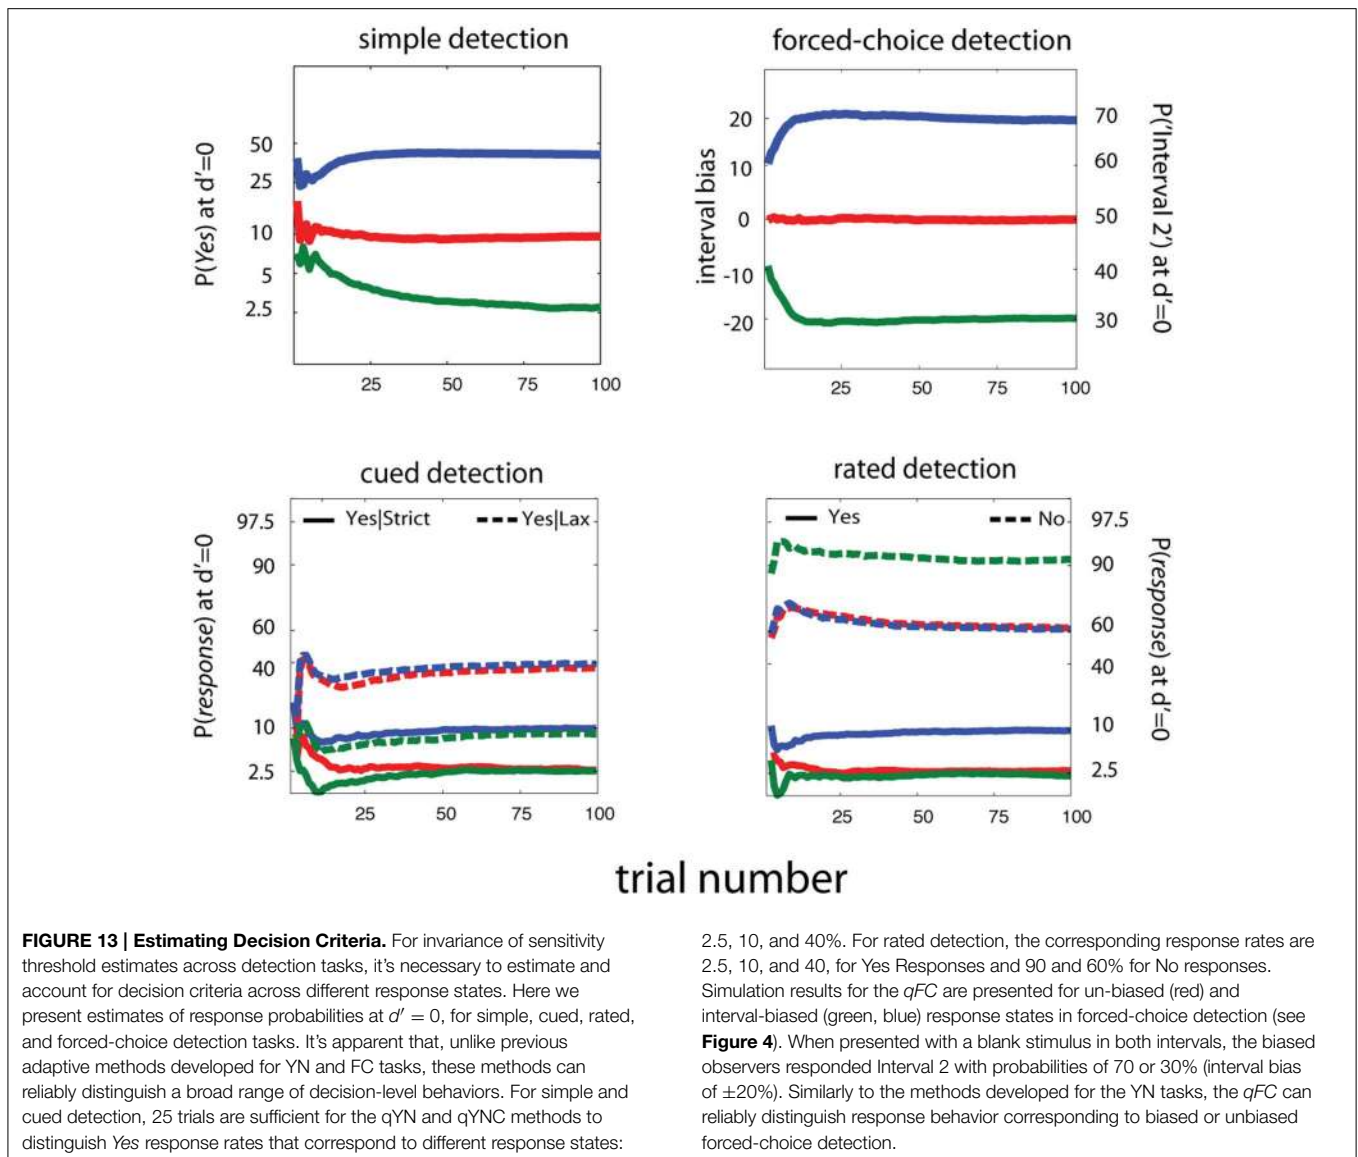 simple detection
forced-choice detection
P(Yes) at d'=0
50
25
10
5
2.5
25
50
75
100
interval bias
20
10
0
-10
-20
70
60
50
40
30
P('Interval 2') at d'=0
25
50
75
100
cued detection
rated detection
P(response) at d'=0
97.5
90
60
40
10
2.5
Yes|Strict
Yes|Lax
25
50
75
100
Yes
No
97.5
90
60
40
10
2.5
P(response) at d'=0
25
50
75
100
trial number
FIGURE 13 | Estimating Decision Criteria. For invariance of sensitivity
threshold estimates across detection tasks, it's necessary to estimate and
account for decision criteria across different response states. Here we
present estimates of response probabilities at d′ = 0, for simple, cued, rated,
and forced-choice detection tasks. It's apparent that, unlike previous
adaptive methods developed for YN and FC tasks, these methods can
reliably distinguish a broad range of decision-level behaviors. For simple and
cued detection, 25 trials are sufficient for the qYN and qYNC methods to
distinguish Yes response rates that correspond to different response states:
2.5, 10, and 40%. For rated detection, the corresponding response rates are
2.5, 10, and 40, for Yes Responses and 90 and 60% for No responses.
Simulation results for the qFC are presented for un-biased (red) and
interval-biased (green, blue) response states in forced-choice detection (see
Figure 4). When presented with a blank stimulus in both intervals, the biased
observers responded Interval 2 with probabilities of 70 or 30% (interval bias
of ±20%). Similarly to the methods developed for the YN tasks, the qFC can
reliably distinguish response behavior corresponding to biased or unbiased
forced-choice detection.